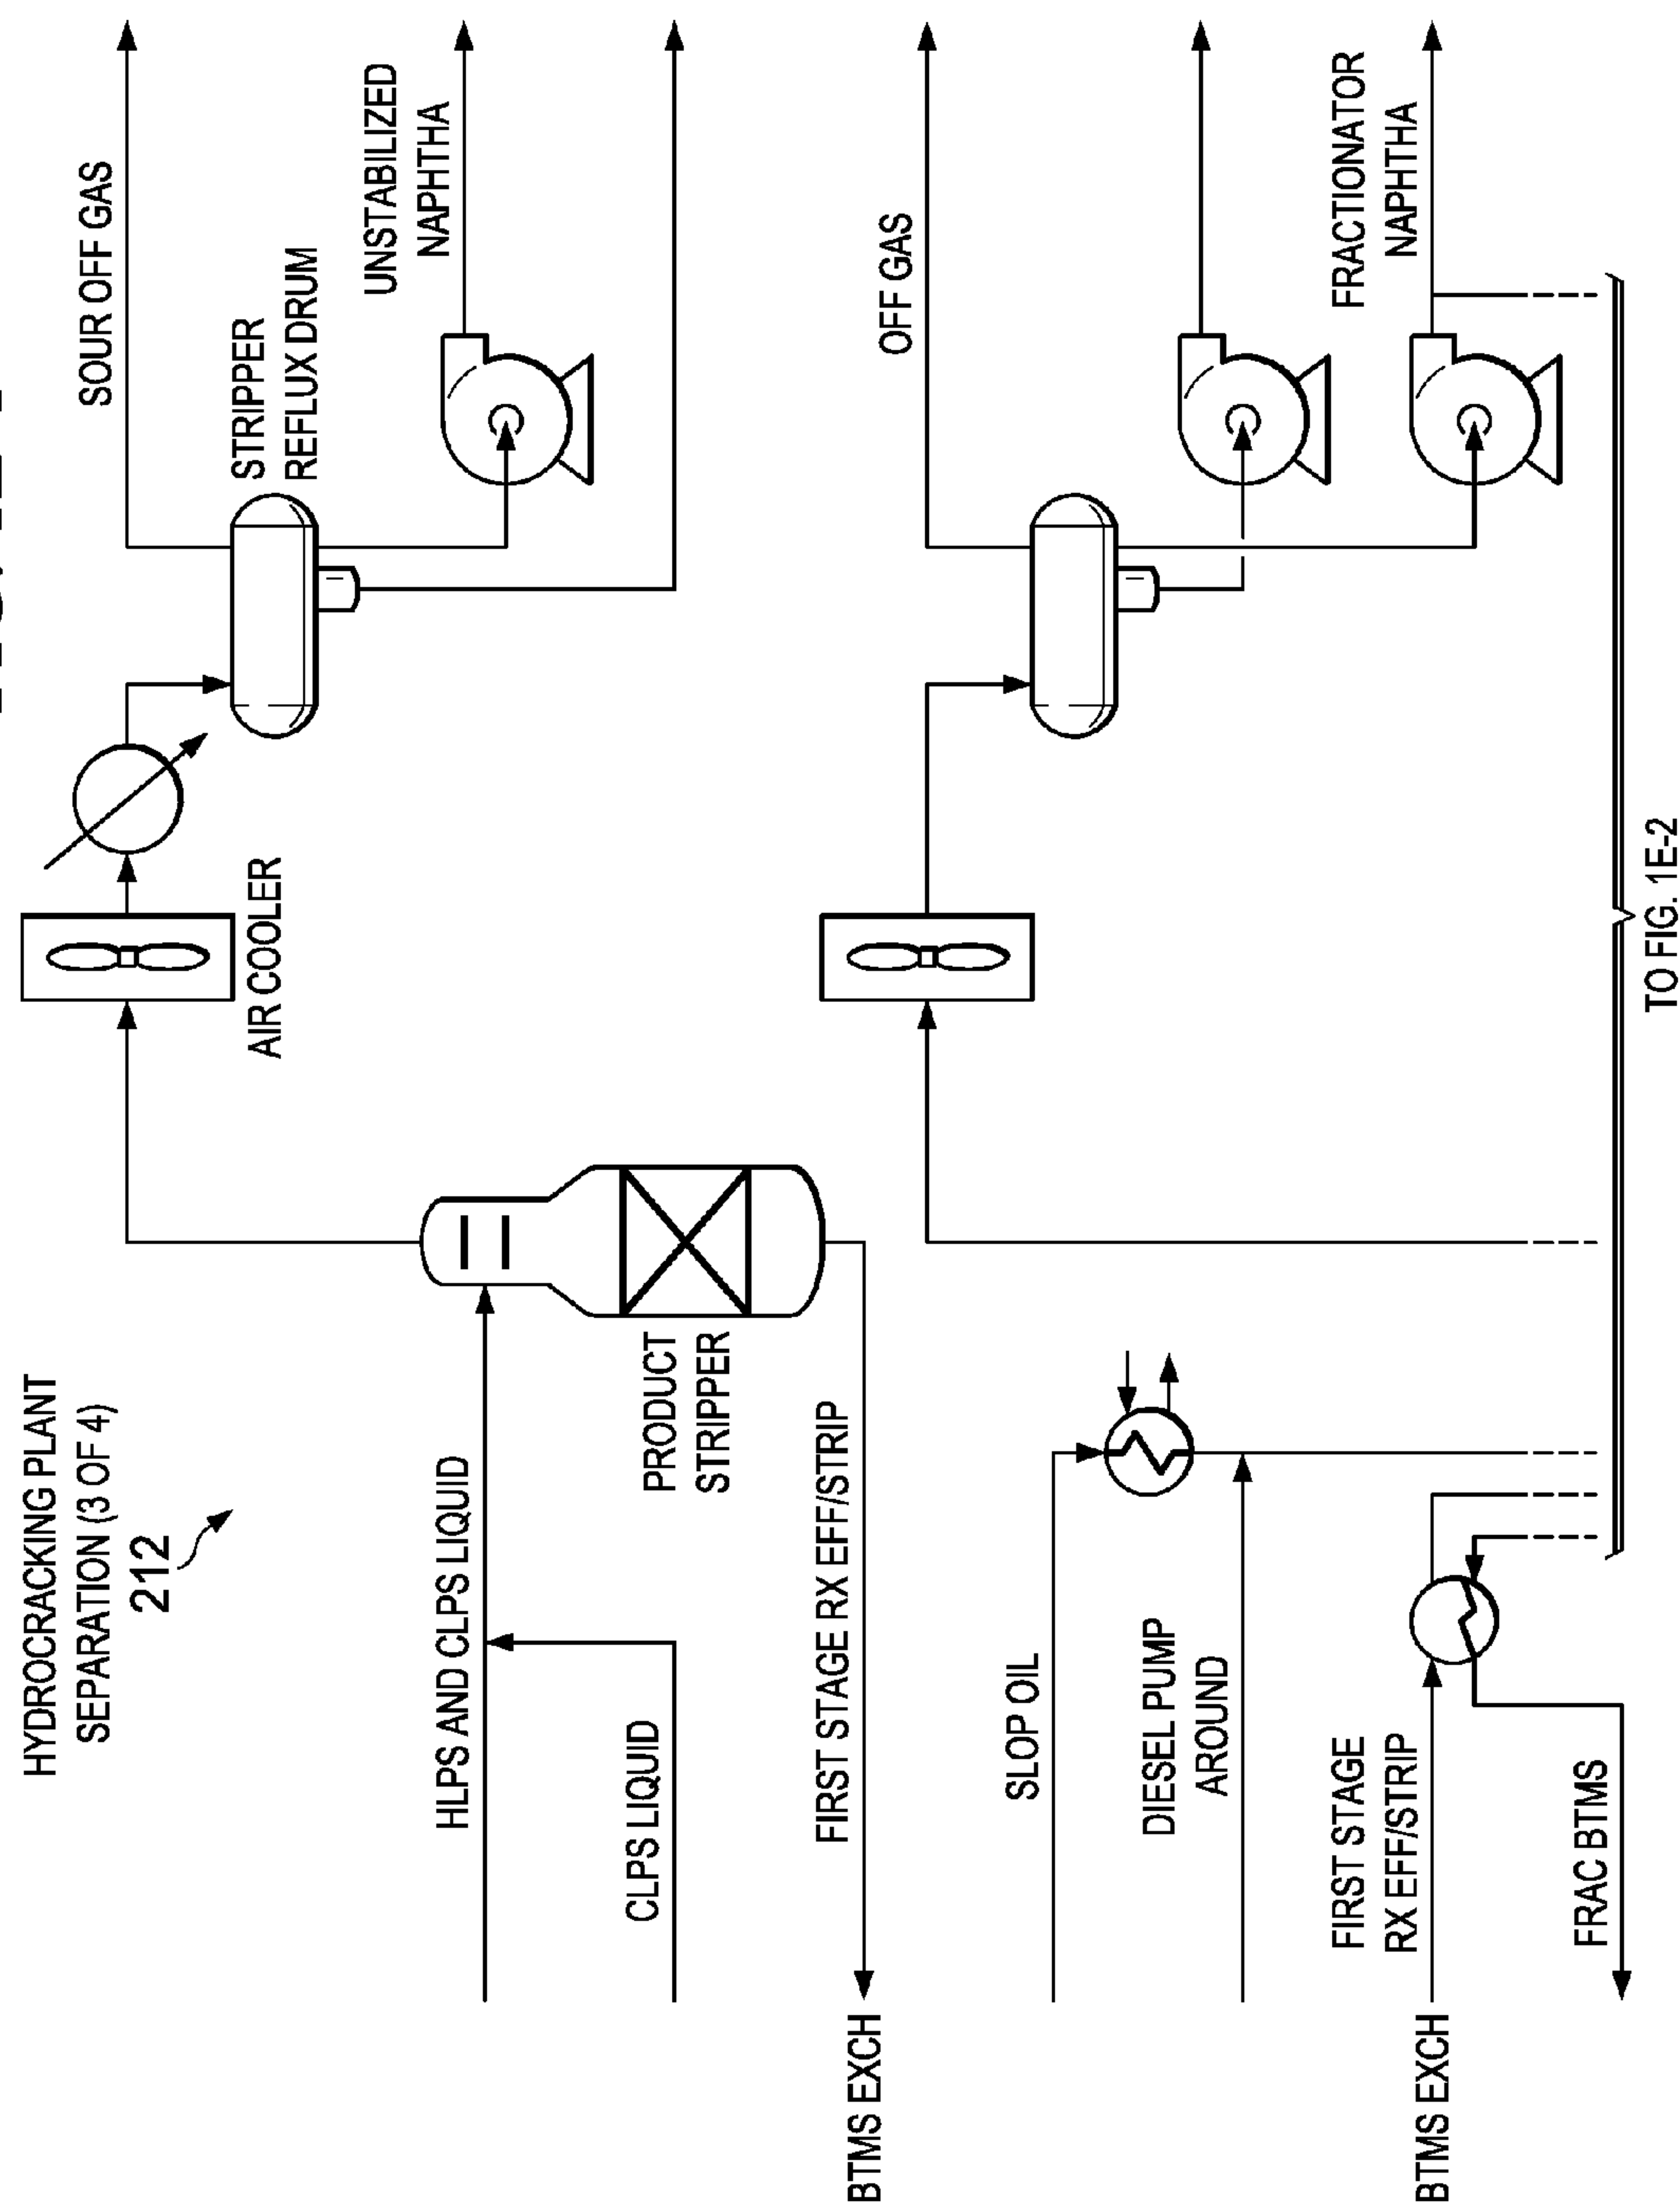 HYDROCRACKING PLANT
SEPARATION (3 OF 4)
212
SOUR OFF GAS
STRIPPER
REFLUX DRUM
AIR COOLER
UNSTABILIZED
NAPHTHA
HLPS AND CLPS LIQUID
CLPS LIQUID
PRODUCT
STRIPPER
FIRST STAGE RX EFF/STRIP
BTMS EXCH
OFF GAS
SLOP OIL
DIESEL PUMP
AROUND
FRACTIONATOR
NAPHTHA
FIRST STAGE
RX EFF/STRIP
BTMS EXCH
FRAC BTMS
TO FIG. 1E-2